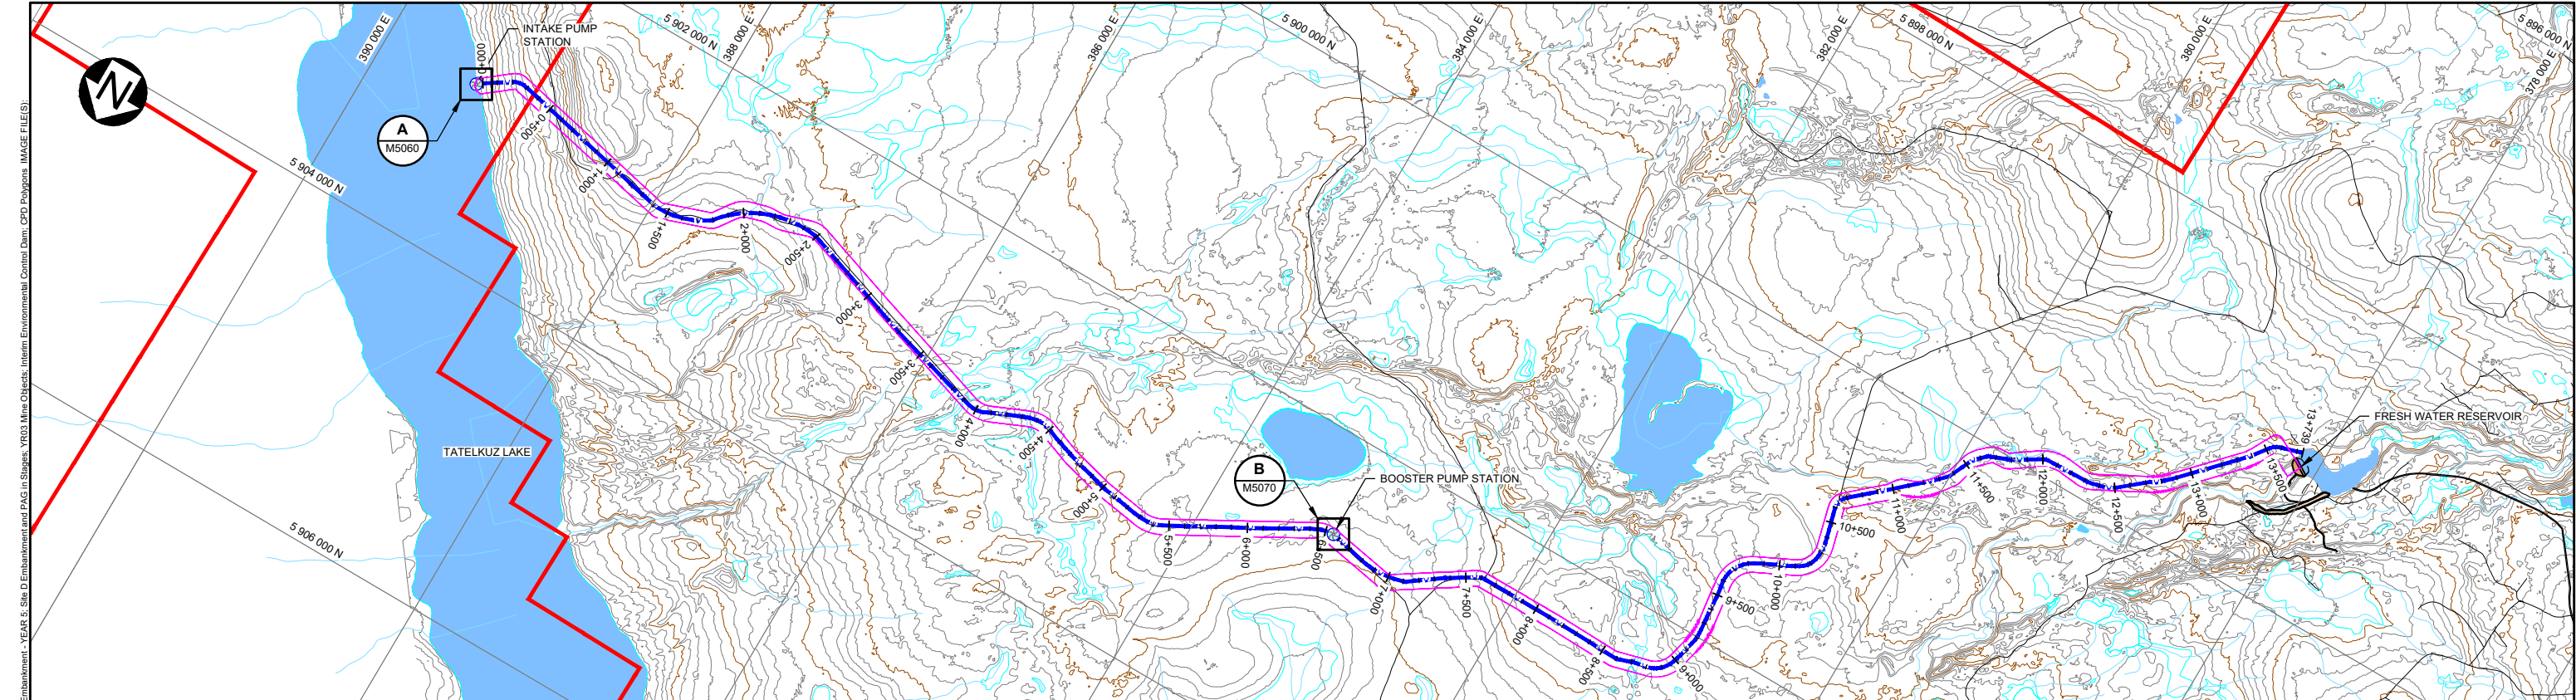 Embankment - YEAR 5; Site D Embankment and PAG in Stages; YR03 Mine Objects; Interim Environmental Control Dam; CPD Polygons IMAGE FILE(S):
N
INTAKE PUMP
STATION
A
M5060
TATELKUZ LAKE
B
M5070
BOOSTER PUMP STATION
FRESH WATER RESERVOIR
390 000 E
388 000 E
386 000 E
384 000 E
382 000 E
380 000 E
378 000 E
5 902 000 N
5 900 000 N
5 898 000 N
5 896 000 N
5 904 000 N
5 906 000 N
0+500
1+000
1+500
2+000
2+500
3+000
3+500
4+000
4+500
5+000
5+500
6+000
7+000
7+500
8+000
8+500
9+000
9+500
10+000
10+500
11+000
11+500
12+000
12+500
13+000
13+500
13+739